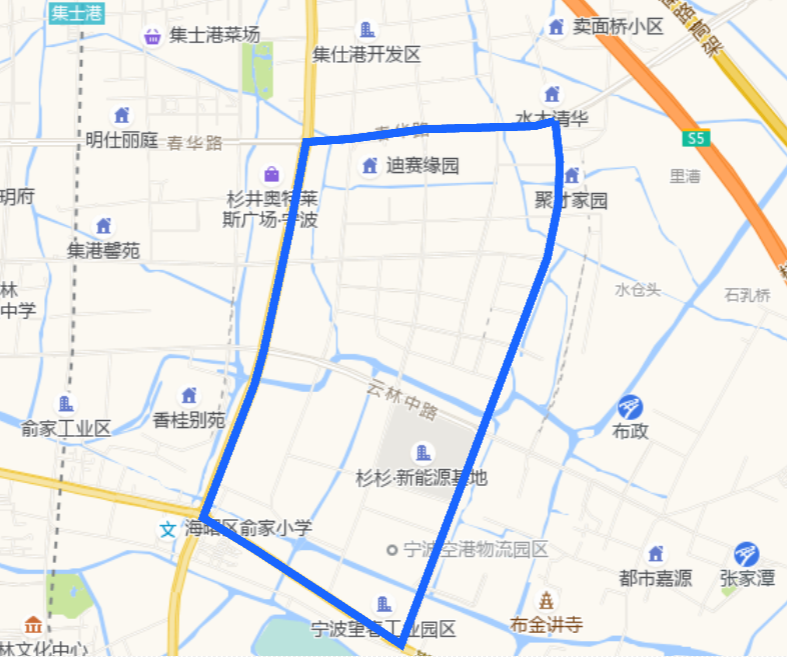 集士港
集士港菜场
集仕港开发区
卖面桥小区
路高架
水木清华
明仕丽庭
春华路
春华路
S5
迪赛缘园
里漕
聚才家园
玥府
杉井奥特莱
斯广场·宁波
集港馨苑
林
中学
水仓头
石孔桥
云林中路
香桂别苑
俞家工业区
布政
杉杉·新能源基地
海曙区俞家小学
宁波空港物流园区
都市嘉源
张家潭
宁波望春工业园区
布金讲寺
林文化中心